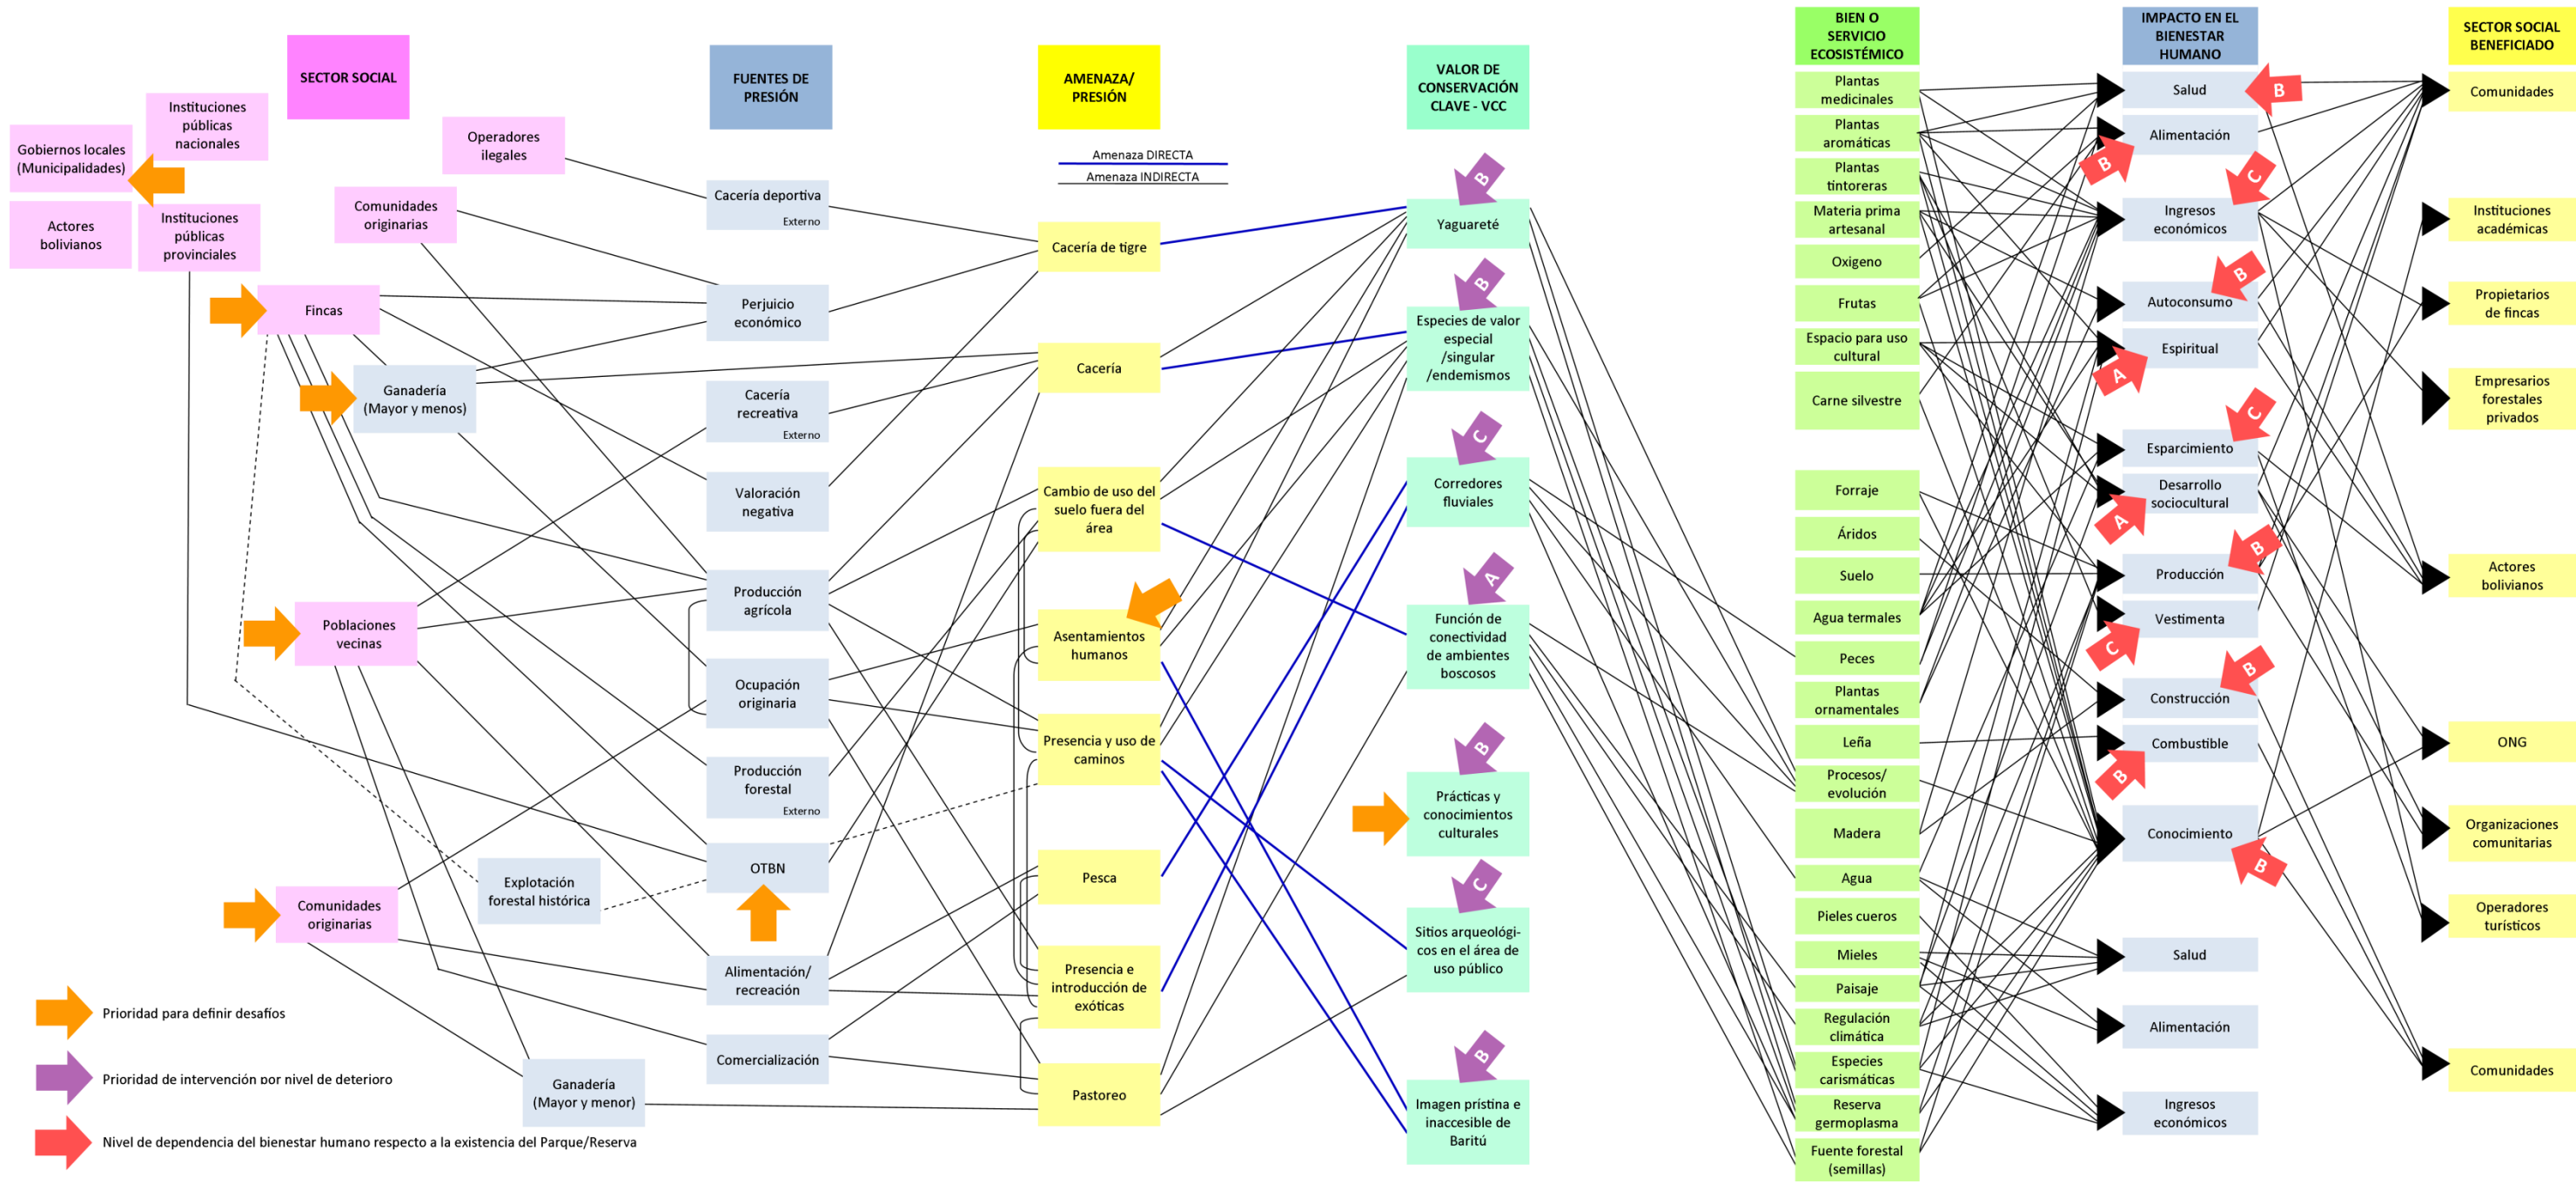 SECTOR SOCIAL
Instituciones
públicas
nacionales
Gobiernos locales
(Municipalidades)
Actores
bolivianos
Instituciones
públicas
provinciales
Operadores
ilegales
Comunidades
originarias
Fincas
Ganadería
(Mayor y menos)
Poblaciones
vecinas
Comunidades
originarias
Explotación
forestal histórica
Ganadería
(Mayor y menor)
Prioridad para definir desafíos
Prioridad de intervención por nivel de deterioro
Nivel de dependencia del bienestar humano respecto a la existencia del Parque/Reserva
FUENTES DE
PRESIÓN
Cacería deportiva
Externo
Perjuicio
económico
Cacería
recreativa
Externo
Valoración
negativa
Producción
agrícola
Ocupación
originaria
Producción
forestal
Externo
OTBN
Alimentación/
recreación
Comercialización
AMENAZA/
PRESIÓN
Amenaza DIRECTA
Amenaza INDIRECTA
Cacería de tigre
Cacería
Cambio de uso del
suelo fuera del
área
Asentamientos
humanos
Presencia y uso de
caminos
Pesca
Presencia e
introducción de
exóticas
Pastoreo
VALOR DE
CONSERVACIÓN
CLAVE - VCC
B
Yaguareté
B
Especies de valor
especial
/singular
/endemismos
C
Corredores
fluviales
A
Función de
conectividad
de ambientes
boscosos
B
Prácticas y
conocimientos
culturales
C
Sitios arqueológi-
cos en el área de
uso público
B
Imagen prístina e
inaccesible de
Baritú
BIEN O
SERVICIO
ECOSISTÉMICO
Plantas
medicinales
Plantas
aromáticas
Plantas
tintoreras
Materia prima
artesanal
Oxigeno
Frutas
Espacio para uso
cultural
Carne silvestre
Forraje
Áridos
Suelo
Agua termales
Peces
Plantas
ornamentales
Leña
Procesos/
evolución
Madera
Agua
Pieles cueros
Mieles
Paisaje
Regulación
climática
Especies
carismáticas
Reserva
germoplasma
Fuente forestal
(semillas)
IMPACTO EN EL
BIENESTAR
HUMANO
Salud
B
Alimentación
B
C
Ingresos
económicos
B
Autoconsumo
Espiritual
A
C
Esparcimiento
Desarrollo
sociocultural
A
B
Producción
Vestimenta
C
B
Construcción
Combustible
B
Conocimiento
B
Salud
Alimentación
Ingresos
económicos
SECTOR SOCIAL
BENEFICIADO
Comunidades
Instituciones
académicas
Propietarios
de fincas
Empresarios
forestales
privados
Actores
bolivianos
ONG
Organizaciones
comunitarias
Operadores
turísticos
Comunidades